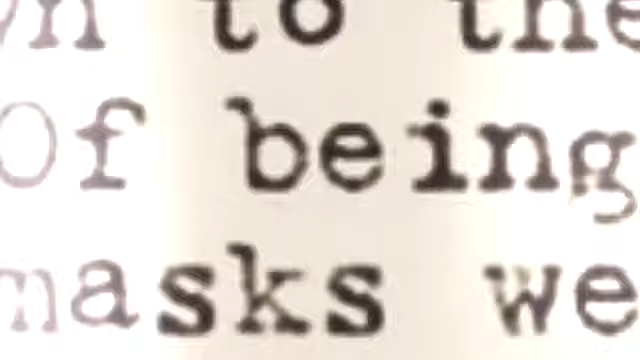 to the
Of being
masks we